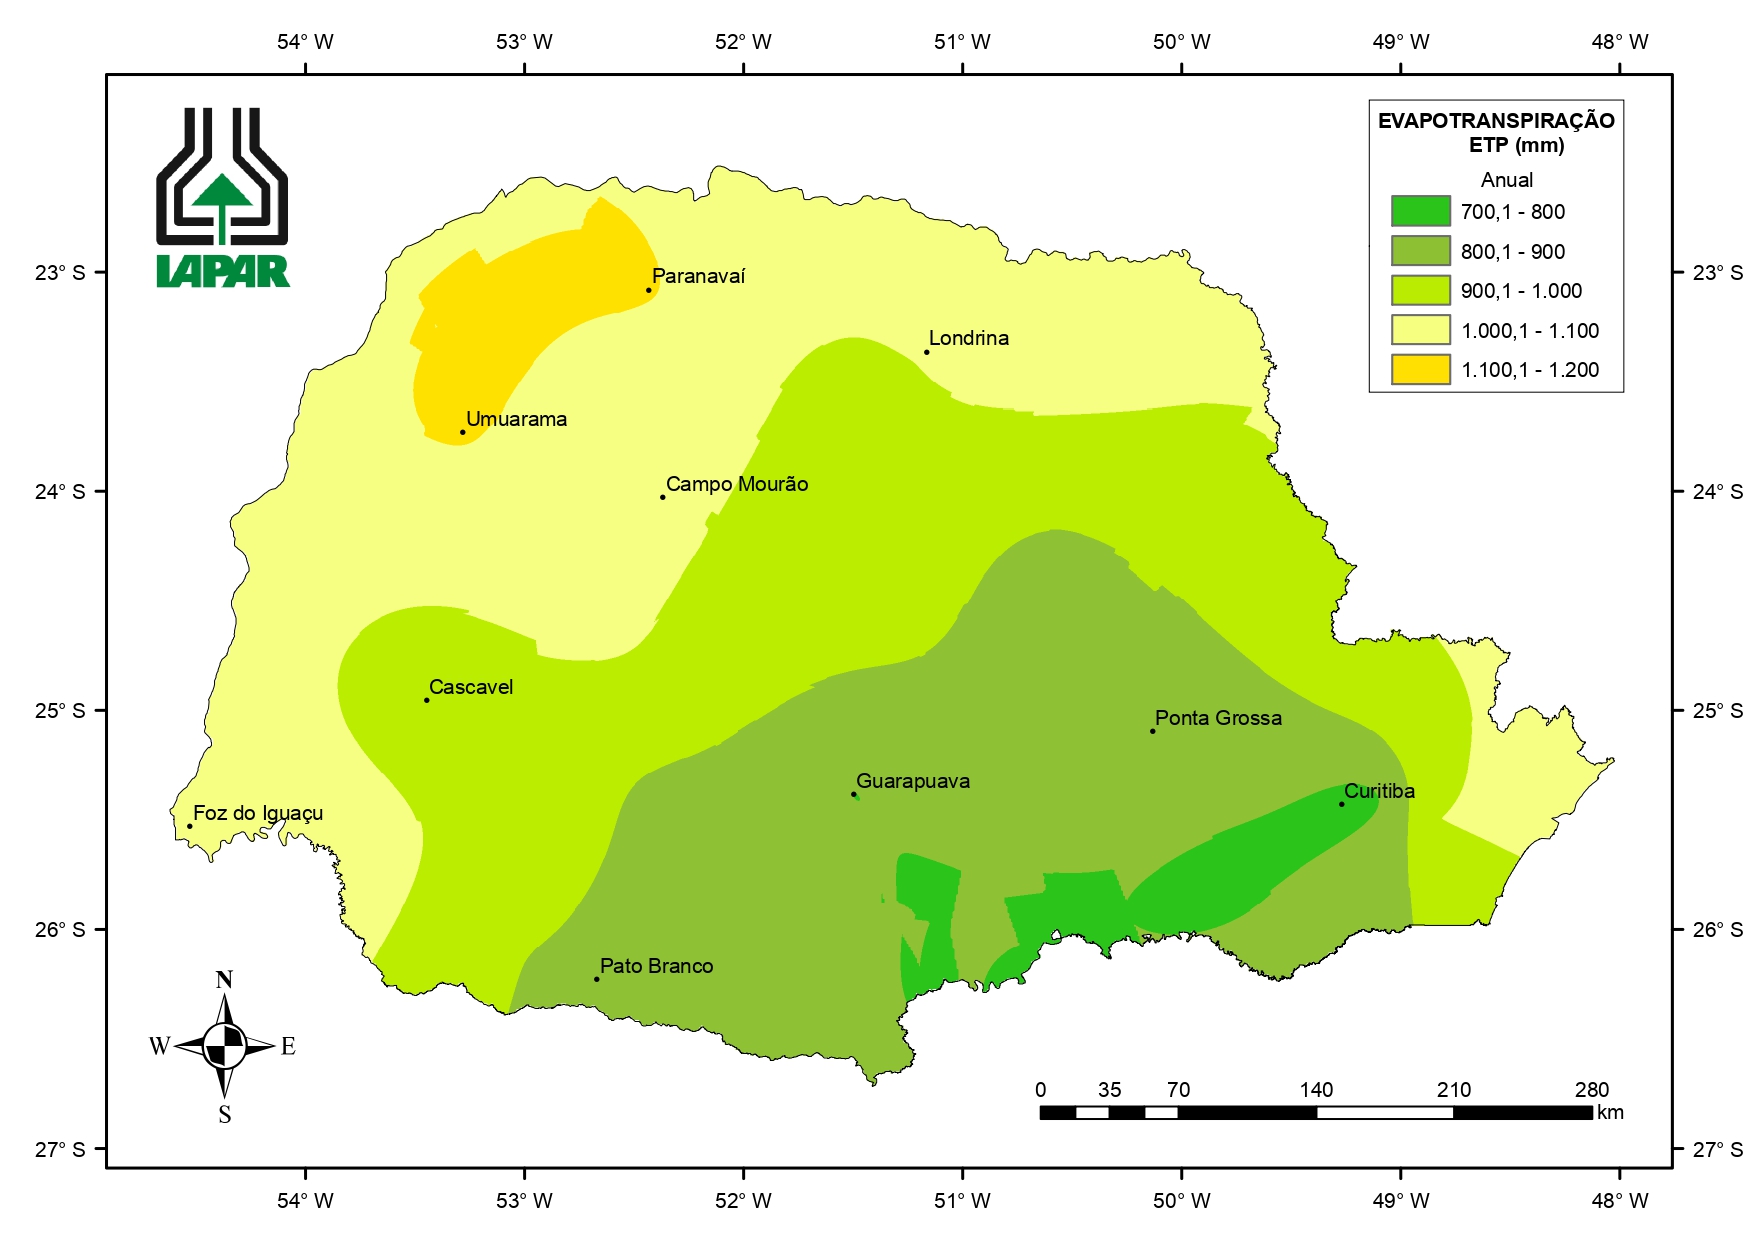 54° W 53° W 52° W 51° W 50° W 49° W 48° W
IAPAR
EVAPOTRANSPIRAÇÃO
ETP (mm)
Anual
700,1 - 800
800,1 - 900
900,1 - 1.000
1.000,1 - 1.100
1.100,1 - 1.200
23° S 23° S
Paranavaí
Londrina
Umuarama
Campo Mourão
24° S 24° S
Cascavel
25° S 25° S
Ponta Grossa
Guarapuava
Curitiba
Foz do Iguaçu
26° S 26° S
Pato Branco
N
W E
S
0 35 70 140 210 280
km
27° S 27° S
54° W 53° W 52° W 51° W 50° W 49° W 48° W